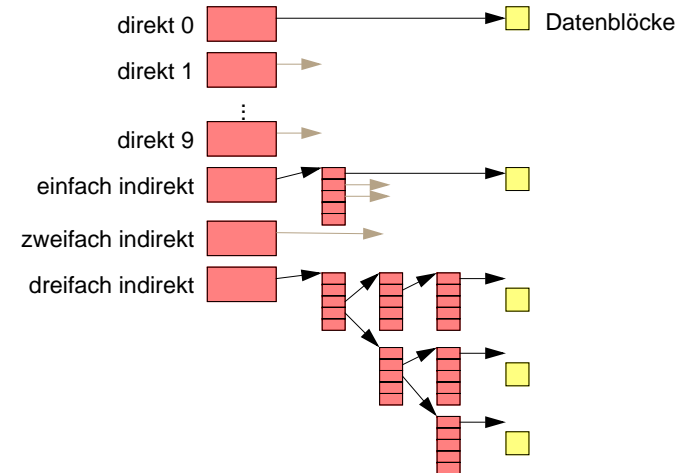 direkt 0
Datenblöcke
direkt 1
...
direkt 9
einfach indirekt
zweifach indirekt
dreifach indirekt